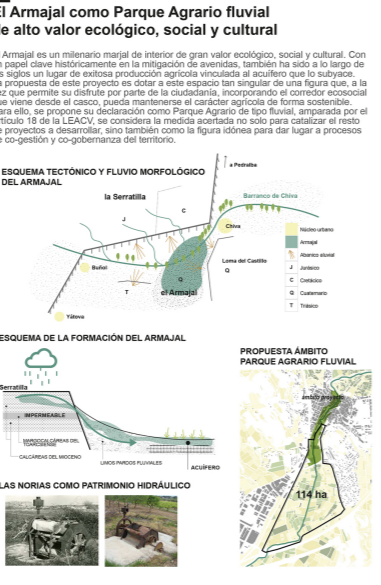 El Armajal como Parque Agrario fluvial
de alto valor ecológico, social y cultural
El Armajal es un milenario marjal de interior de gran valor ecológico, social y cultural. Con
un papel clave históricamente en la mitigación de avenidas, también ha sido a lo largo de
los siglos un lugar de exitosa producción agrícola vinculada al acuífero que lo subyace.
La propuesta de este proyecto es dotar a este espacio tan singular de una figura que, a la
vez que permite su disfrute por parte de la ciudadanía, incorporando el corredor ecosocial
que viene desde el casco, pueda mantenerse el carácter agrícola de forma sostenible.
Para ello, se propone su declaración como Parque Agrario de tipo fluvial, amparada por el
artículo 18 de la LEACV, se considera la medida acertada no solo para catalizar el resto
de proyectos a desarrollar, sino también como la figura idónea para dar lugar a procesos
de co-gestión y co-gobernanza del territorio.
ESQUEMA TECTÓNICO Y FLUVIO MORFOLÓGICO
DEL ARMAJAL
a Pedralba
la Serratilla
Barranco de Chiva
C
J
Chiva
Buñol
Loma del Castillo
Q
Q
T
el Armajal
Yátova
Núcleo urbano
Armajal
Abanico aluvial
J Jurásico
C Cretácico
Q Cuaternario
T Triásico
ESQUEMA DE LA FORMACIÓN DEL ARMAJAL
Serratilla
IMPERMEABLE
MARGOCALCÁREAS DEL
TOARCIENSE
CALCÁREAS DEL MIOCENO
LIMOS PARDOS FLUVIALES
ACUÍFERO
PROPUESTA ÁMBITO
PARQUE AGRARIO FLUVIAL
ámbito proyecto
114 ha
LAS NORIAS COMO PATRIMONIO HIDRÁULICO